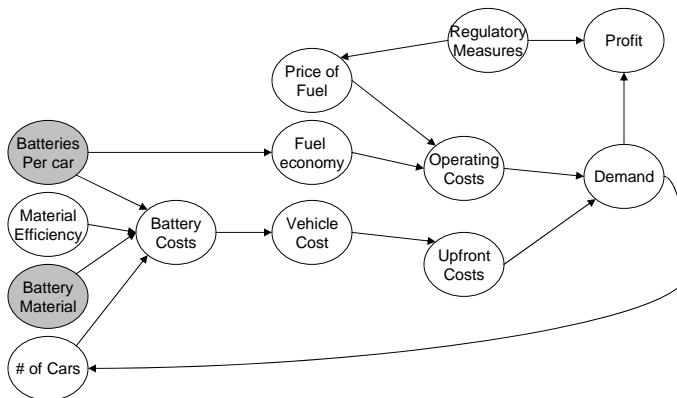 Regulatory
Measures
Profit
Price of
Fuel
Batteries
Per car
Fuel
economy
Operating
Costs
Demand
Material
Efficiency
Battery
Costs
Vehicle
Cost
Upfront
Costs
Battery
Material
# of Cars